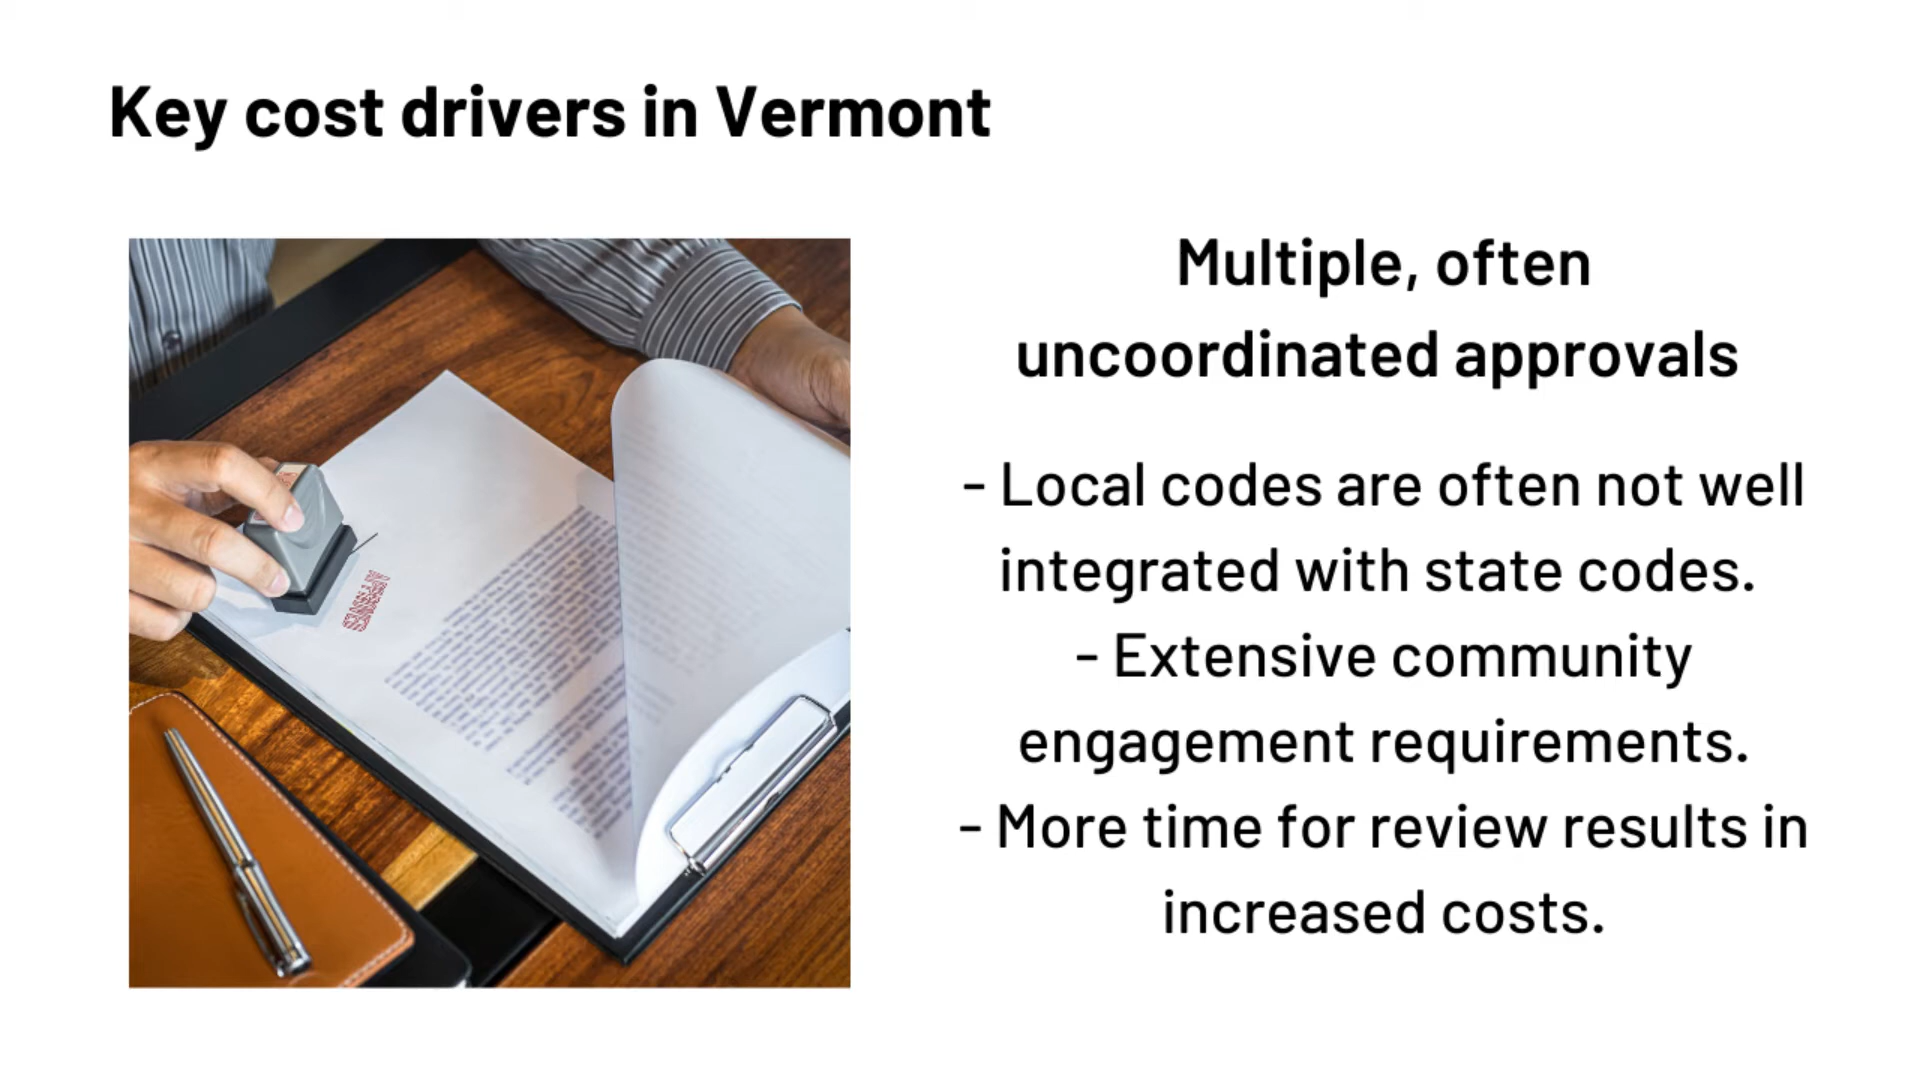 Key cost drivers in Vermont
Multiple, often
uncoordinated approvals
- Local codes are often not well
integrated with state codes.
- Extensive community
engagement requirements.
- More time for review results in
increased costs.